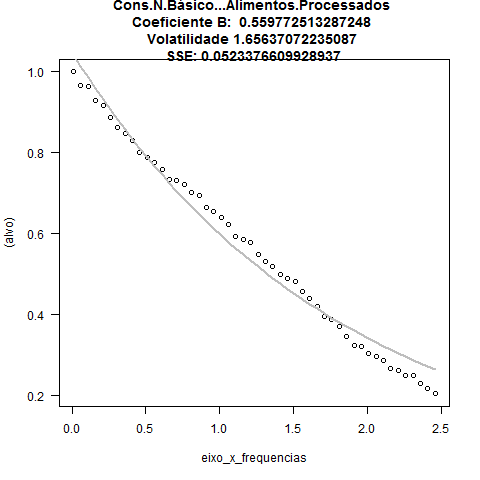 Cons.N.Básico...Alimentos.Processados
Coeficiente B:  0.559772513287248
Volatilidade 1.65637072235087
SSE: 0.0523376609928937
1.0
0.8
0.6
0.4
0.2
(alvo)
0.0
0.5
1.0
1.5
2.0
2.5
eixo_x_frequencias